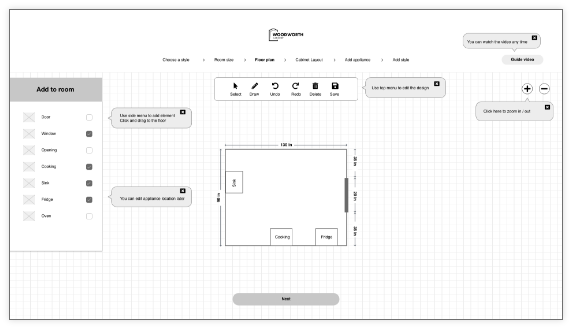 WOODWORTH
You can watch the video any time
Choose a style > Room size > Floor plan > Cabinet Layout > Add appliance > Add style
Guide video
Add to room
Select Draw Undo Redo Delete Save
Use top menu to edit the design
Click here to zoom in / out
Door
Window
Opening
Cooking
Sink
Fridge
Oven
Use side menu to add element
Click and drag to the floor
You can edit appliance location later
Sink
Cooking
Fridge
Next